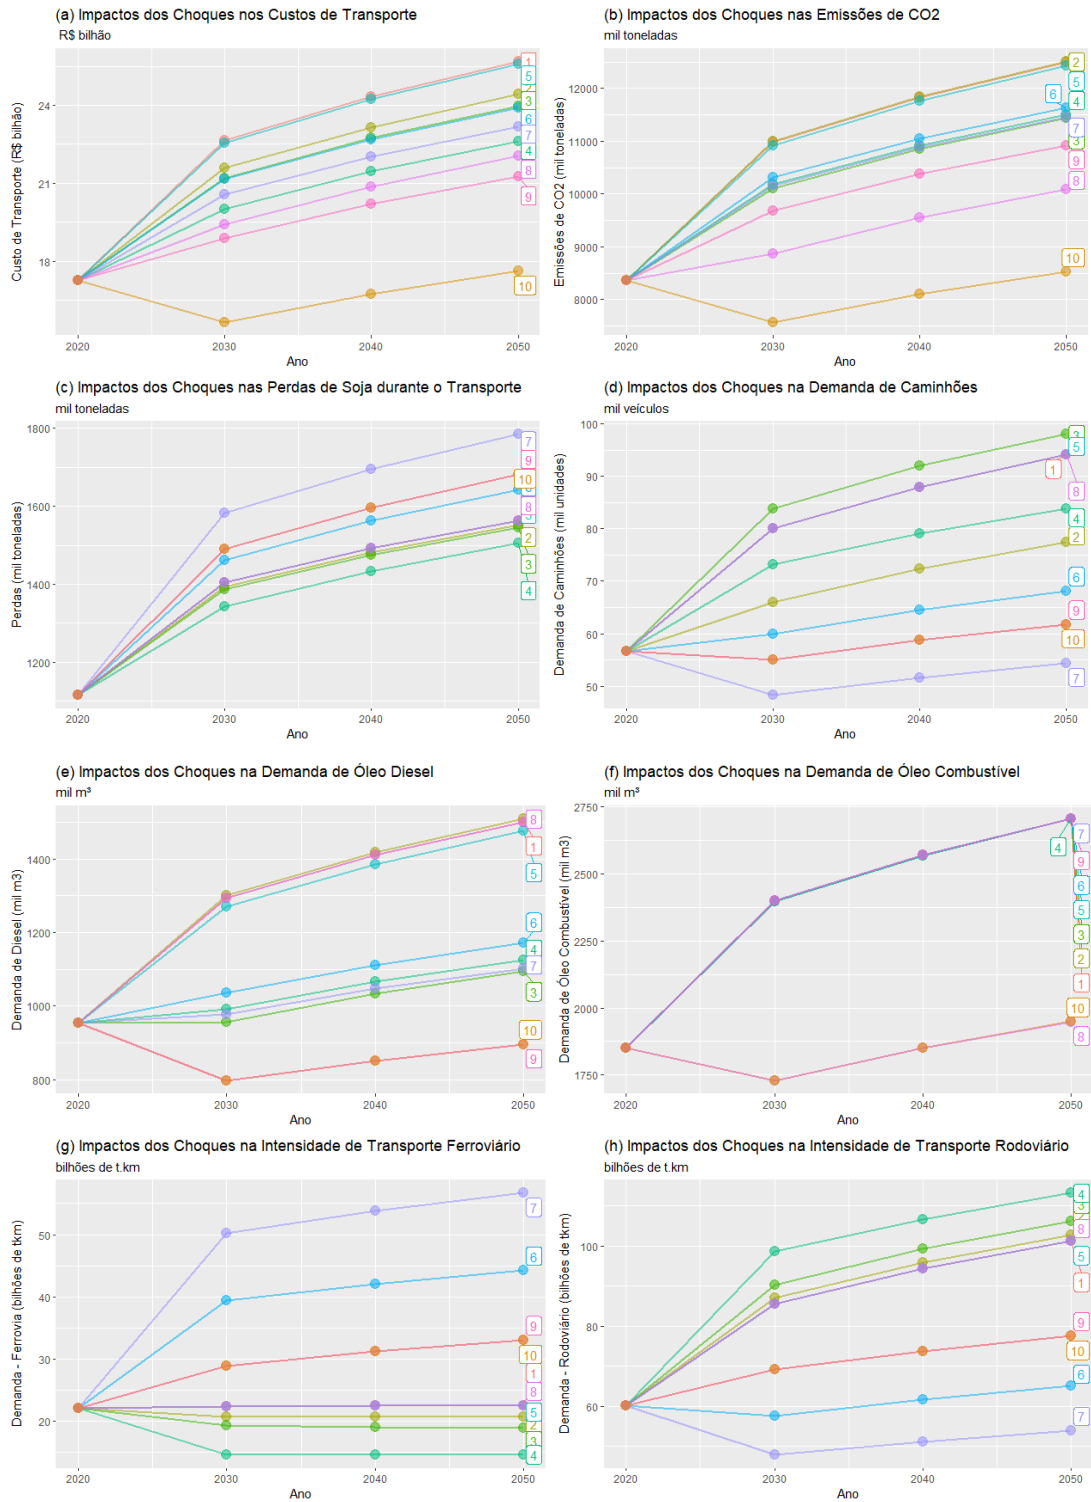 (a) Impactos dos Choques nos Custos de Transporte
R$ bilhão
Custo de Transporte (R$ bilhão)
24
21
18
1
5
2
3
6
7
4
8
9
10
2020 2030 2040 2050
Ano
(b) Impactos dos Choques nas Emissões de CO2
mil toneladas
Emissões de CO2 (mil toneladas)
12000
11000
10000
9000
8000
2
5
6
4
7
3
9
8
10
2020 2030 2040 2050
Ano
(c) Impactos dos Choques nas Perdas de Soja durante o Transporte
mil toneladas
Perdas (mil toneladas)
1800
1600
1400
1200
7
9
10
8
5
2
3
4
2020 2030 2040 2050
Ano
(d) Impactos dos Choques na Demanda de Caminhões
mil veículos
Demanda de Caminhões (mil unidades)
100
90
80
70
60
50
3
5
1
8
4
2
6
9
10
7
2020 2030 2040 2050
Ano
(e) Impactos dos Choques na Demanda de Óleo Diesel
mil m³
Demanda de Diesel (mil m3)
1400
1200
1000
800
8
1
5
6
4
7
3
10
9
2020 2030 2040 2050
Ano
(f) Impactos dos Choques na Demanda de Óleo Combustível
mil m³
Demanda de Óleo Combustível (mil m3)
2750
2500
2250
2000
1750
7
4
9
6
5
3
2
1
10
8
2020 2030 2040 2050
Ano
(g) Impactos dos Choques na Intensidade de Transporte Ferroviário
bilhões de t.km
Demanda - Ferrovia (bilhões de tkm)
50
40
30
20
7
6
9
10
1
8
5
2
3
4
2020 2030 2040 2050
Ano
(h) Impactos dos Choques na Intensidade de Transporte Rodoviário
bilhões de t.km
Demanda - Rodoviário (bilhões de tkm)
100
80
60
4
3
2
8
5
1
9
10
6
7
2020 2030 2040 2050
Ano